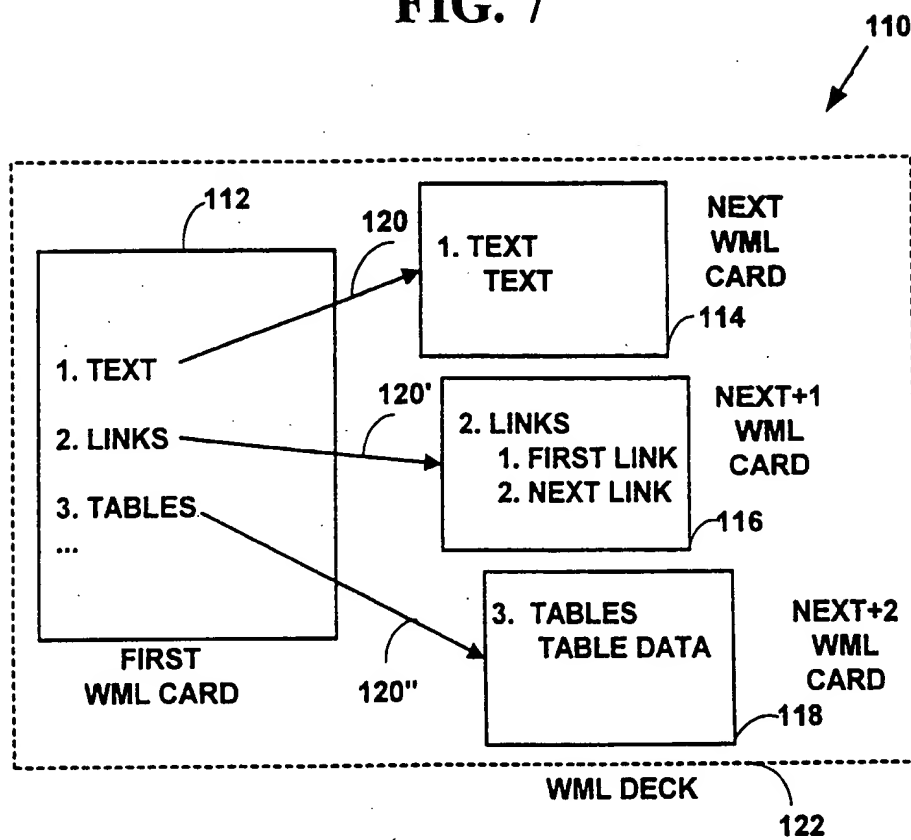 FIG. 7
110
112
1. TEXT
2. LINKS
3. TABLES
...
FIRST
WML CARD
120
1. TEXT
TEXT
NEXT
WML
CARD
114
120'
2. LINKS
1. FIRST LINK
2. NEXT LINK
NEXT+1
WML
CARD
116
120"
3. TABLES
TABLE DATA
NEXT+2
WML
CARD
118
WML DECK
122